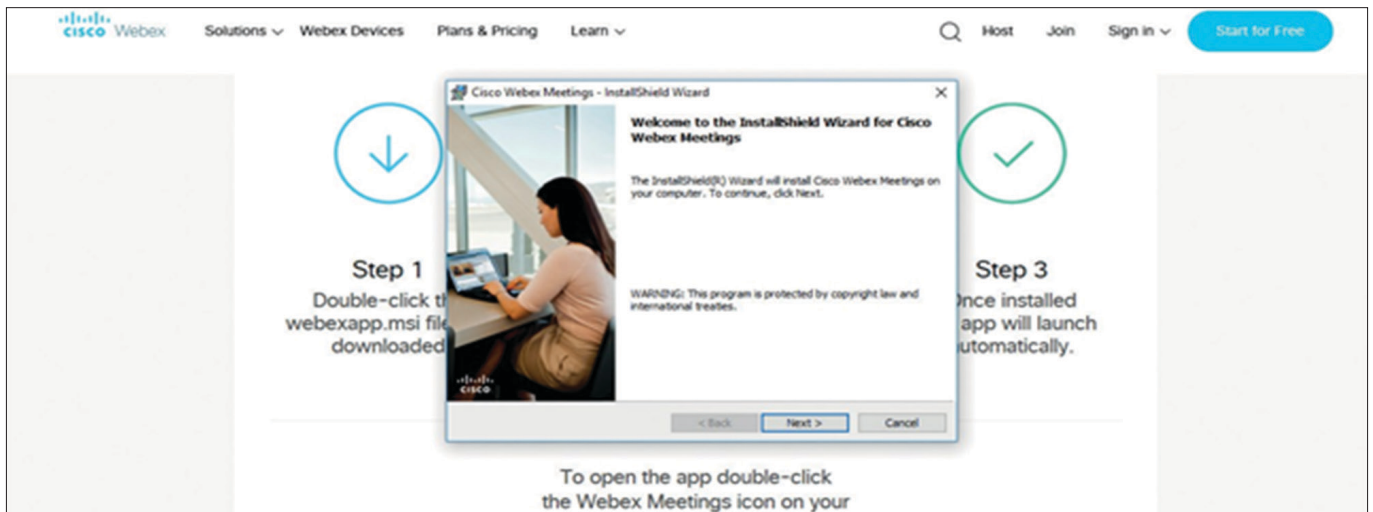 cisco Webex
Solutions
Webex Devices
Plans & Pricing
Learn
Host
Join
Sign in
Start for Free
Cisco Webex Meetings - InstallShield Wizard
Welcome to the InstallShield Wizard for Cisco
Webex Meetings
The InstallShield(R) Wizard will install Cisco Webex Meetings on
your computer. To continue, click Next.
WARNING: This program is protected by copyright law and
international treaties.
CISCO
< Back
Next >
Cancel
Step 1
Double-click
webexapp.msi
downloaded
Step 3
installed
app will launch
To open the app double-click
the Webex Meetings icon on your